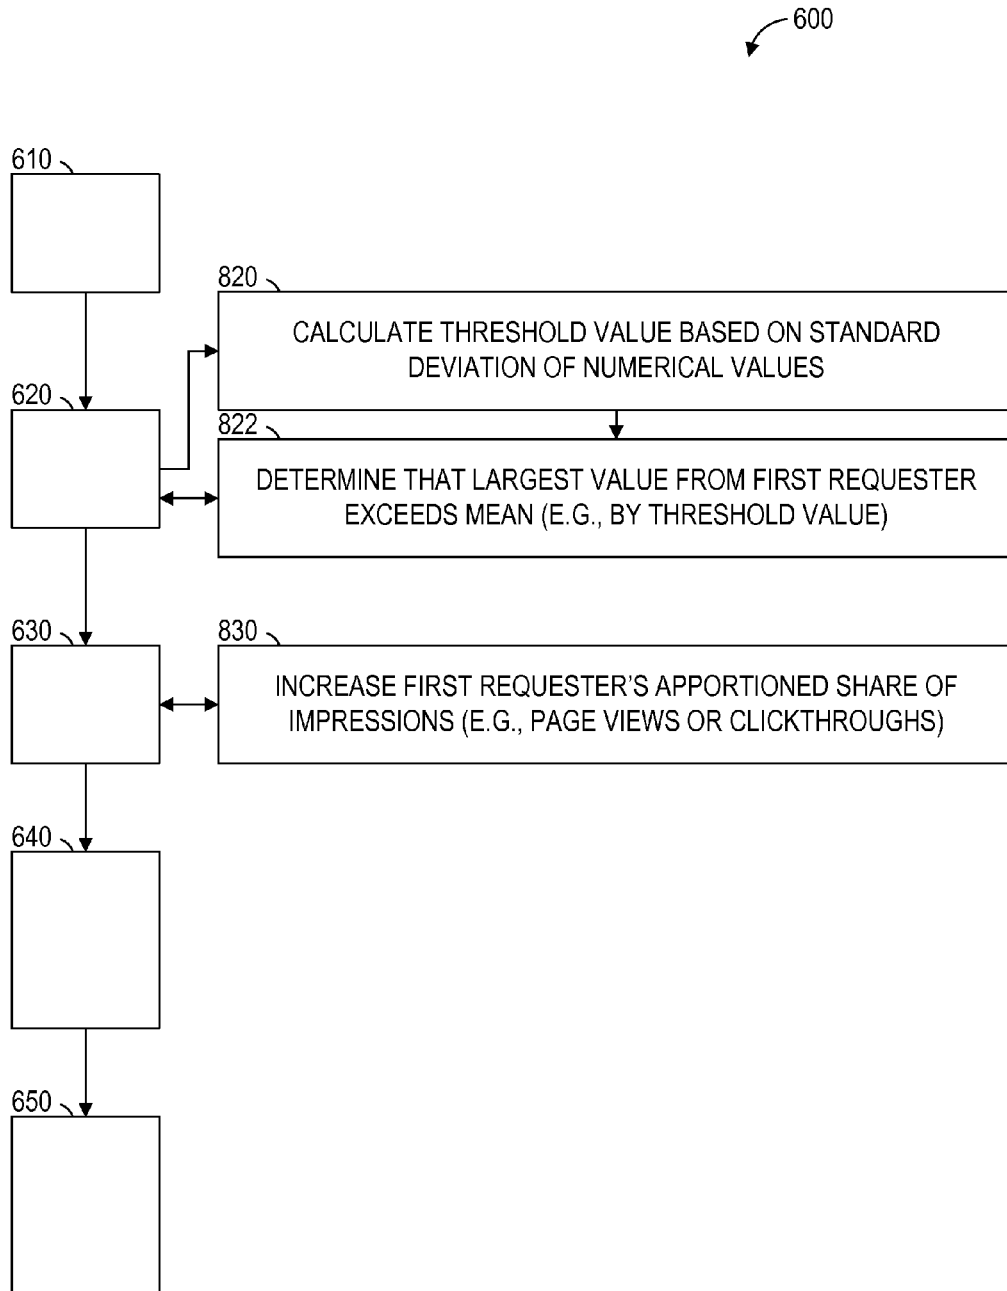 600
610
820
CALCULATE THRESHOLD VALUE BASED ON STANDARD
DEVIATION OF NUMERICAL VALUES
620
822
DETERMINE THAT LARGEST VALUE FROM FIRST REQUESTER
EXCEEDS MEAN (E.G., BY THRESHOLD VALUE)
630
830
INCREASE FIRST REQUESTER'S APPORTIONED SHARE OF
IMPRESSIONS (E.G., PAGE VIEWS OR CLICKTHROUGHS)
640
650